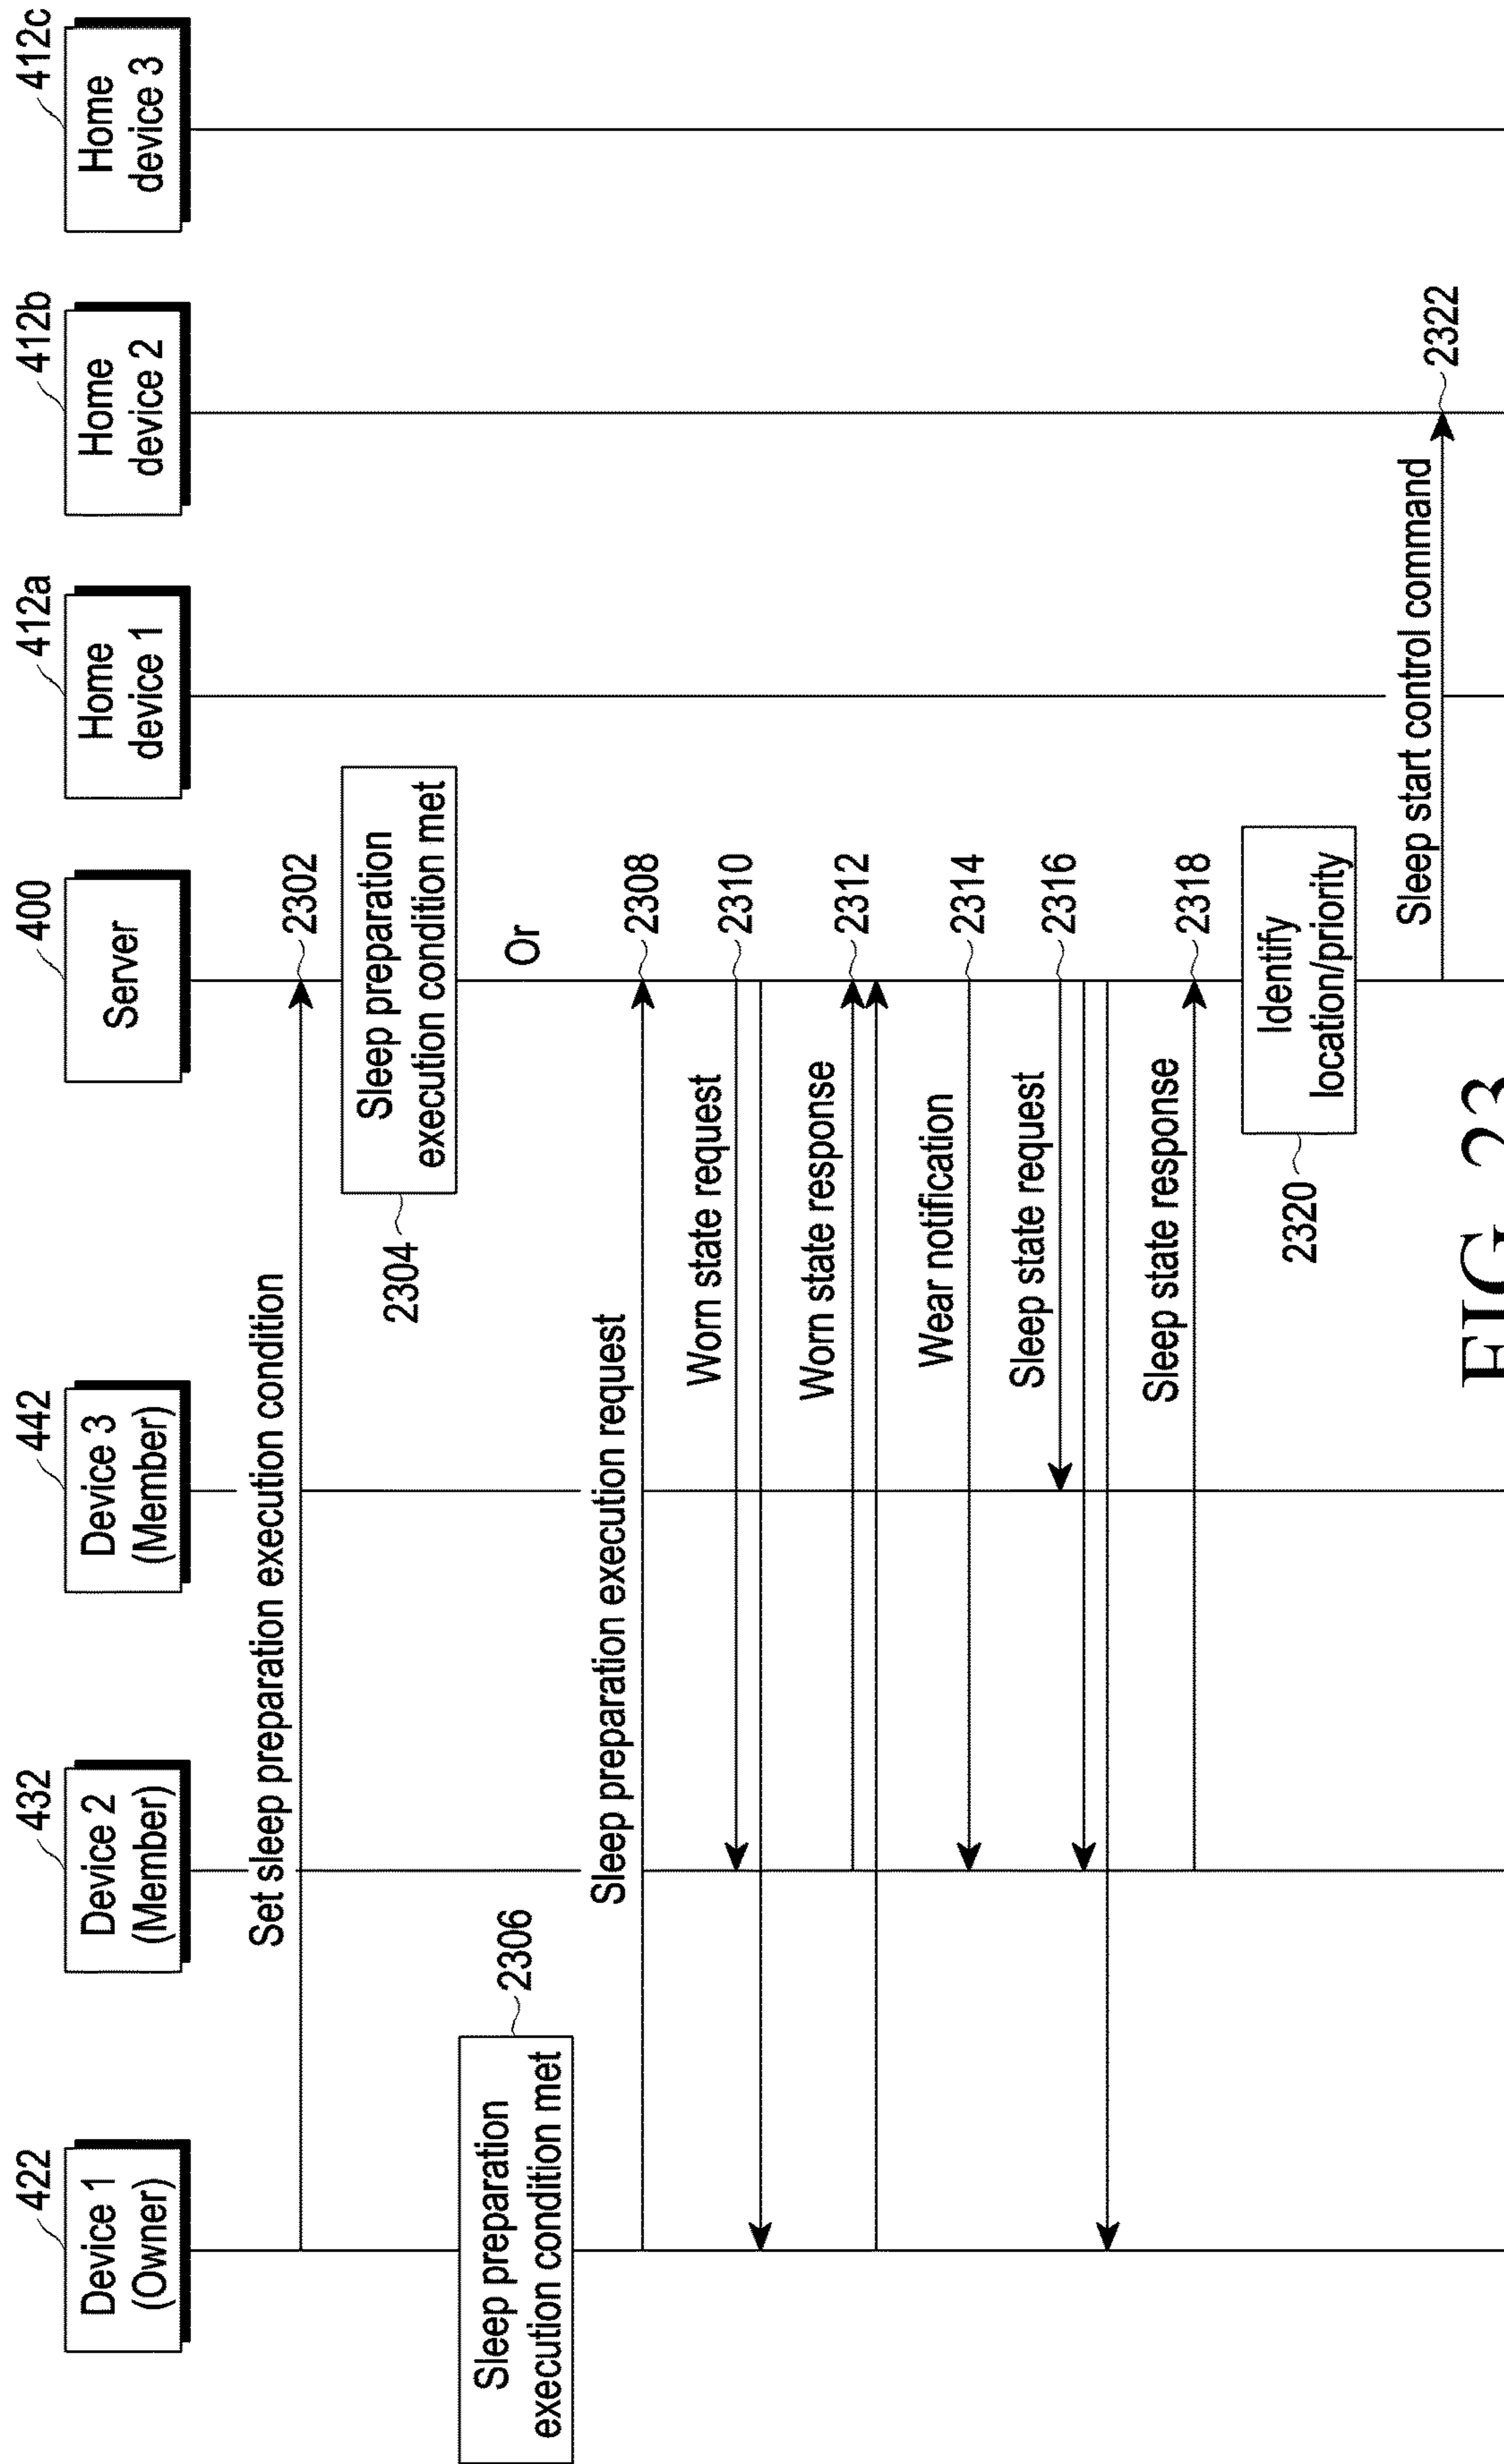 422
Device 1
(Owner)
432
Device 2
(Member)
442
Device 3
(Member)
400
Server
412a
Home
device 1
412b
Home
device 2
412c
Home
device 3
Set sleep preparation execution condition
2302
Sleep preparation
execution condition met
2304
Or
Sleep preparation
execution condition met
2306
Sleep preparation execution request
2308
Worn state request
2310
Worn state response
2312
Wear notification
2314
Sleep state request
2316
Sleep state response
2318
Identify
location/priority
2320
Sleep start control command
2322
FIG. 23